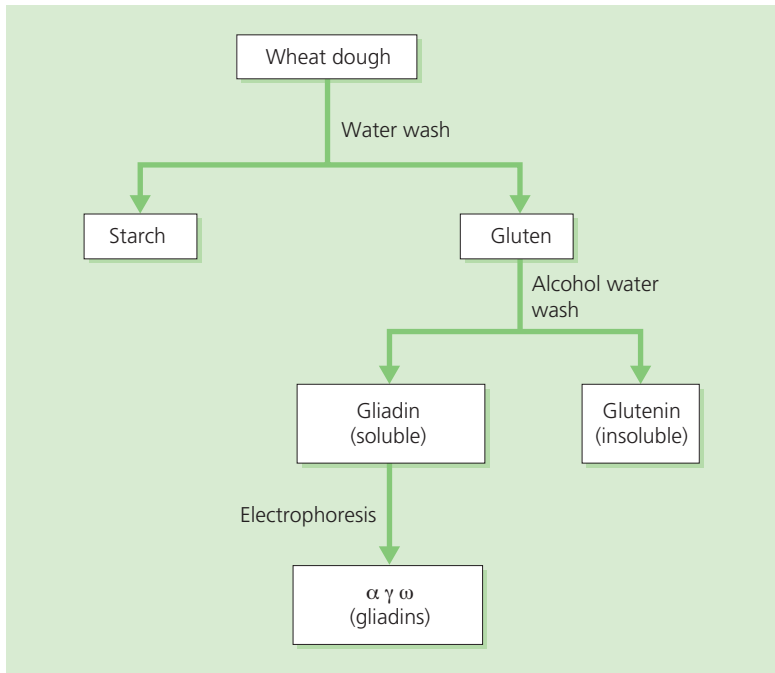 Wheat dough
Water wash
Starch
Gluten
Alcohol water
wash
Gliadin
(soluble)
Glutenin
(insoluble)
Electrophoresis
α γ ω
(gliadins)